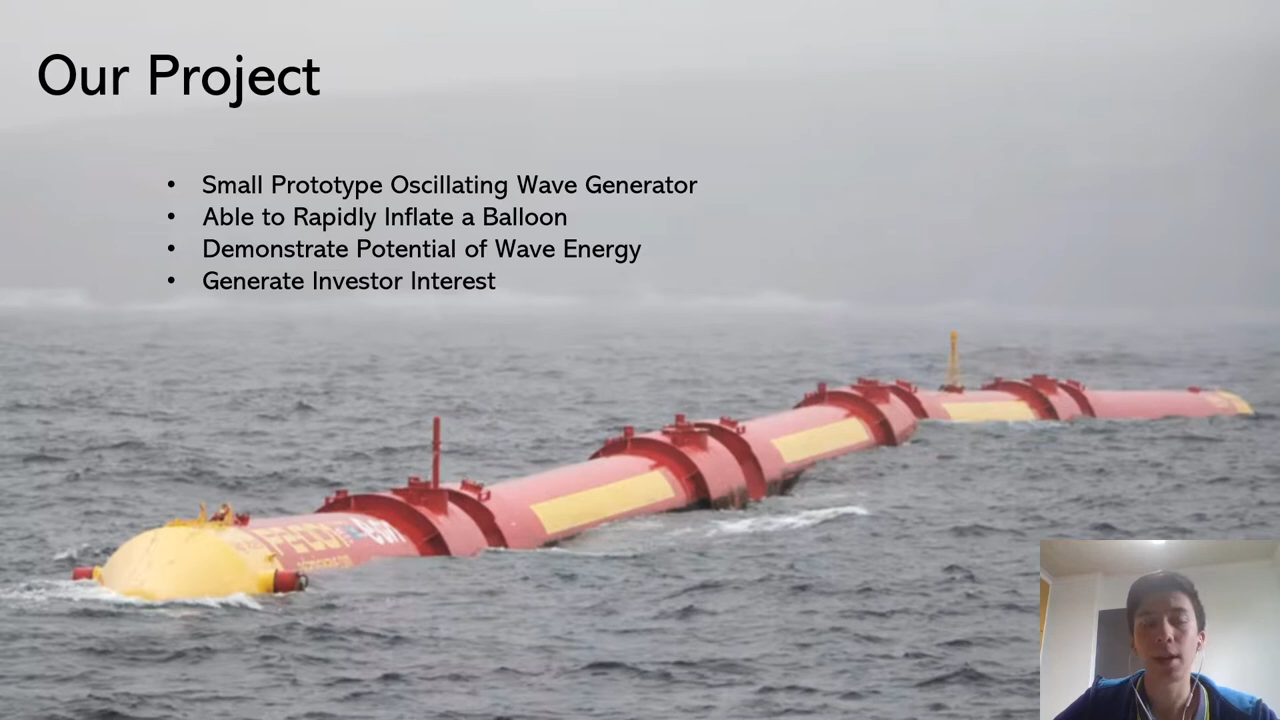 Our Project
• Small Prototype Oscillating Wave Generator
• Able to Rapidly Inflate a Balloon
• Demonstrate Potential of Wave Energy
• Generate Investor Interest